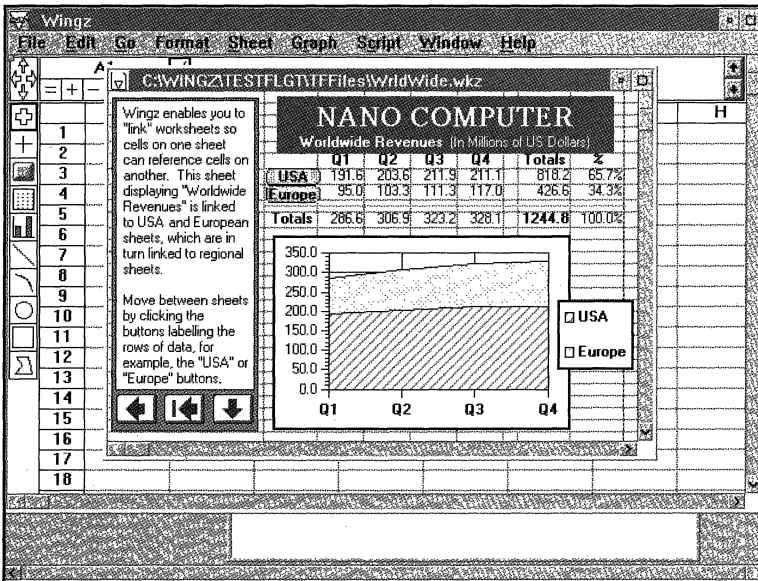 Wingz
File Edit Go Format Sheet Graph Script Window Help
C:\WINGZ\TESTFLGT\TFFiles\WrldWide.wkz
= + −
H
1
2
3
4
5
6
7
8
9
10
11
12
13
14
15
16
17
18
Wingz enables you to
"link" worksheets so
cells on one sheet
can reference cells on
another. This sheet
displaying "Worldwide
Revenues" is linked
to USA and European
sheets, which are in
turn linked to regional
sheets.
Move between sheets
by clicking the
buttons labelling the
rows of data, for
example, the "USA" or
"Europe" buttons.
NANO COMPUTER
Worldwide Revenues (In Millions of US Dollars)
Q1 Q2 Q3 Q4 Totals %
USA 191.6 203.6 211.9 211.1 818.2 65.7%
Europe 95.0 103.3 111.3 117.0 426.6 34.3%
Totals 286.6 306.9 323.2 328.1 1244.8 100.0%
350.0
300.0
250.0
200.0
150.0
100.0
50.0
0.0
Q1 Q2 Q3 Q4
USA
Europe